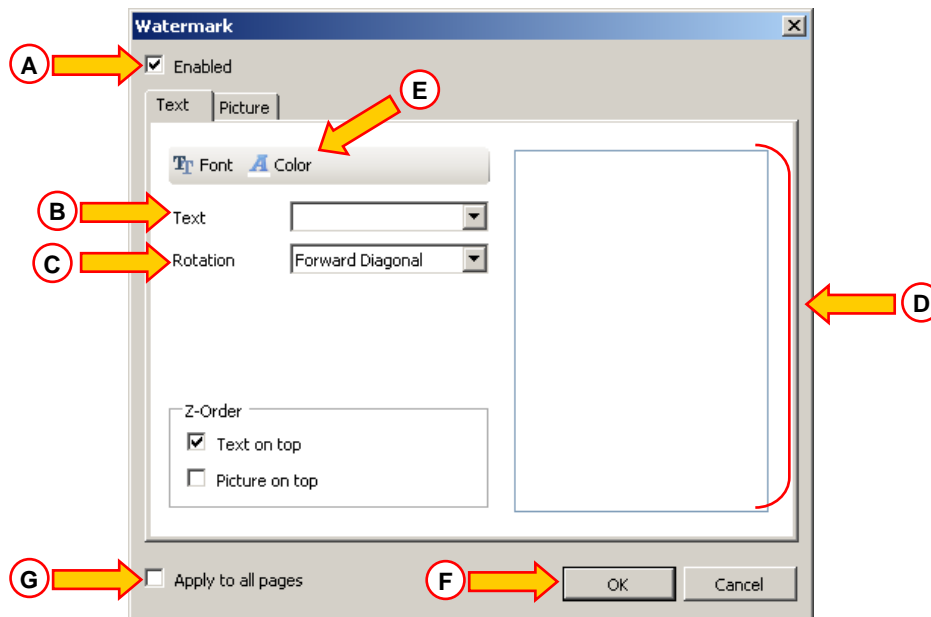 Watermark
A
Enabled
E
Text Picture
Font Color
B
Text
C
Rotation Forward Diagonal
D
Z-Order
Text on top
Picture on top
G
Apply to all pages
F
OK Cancel